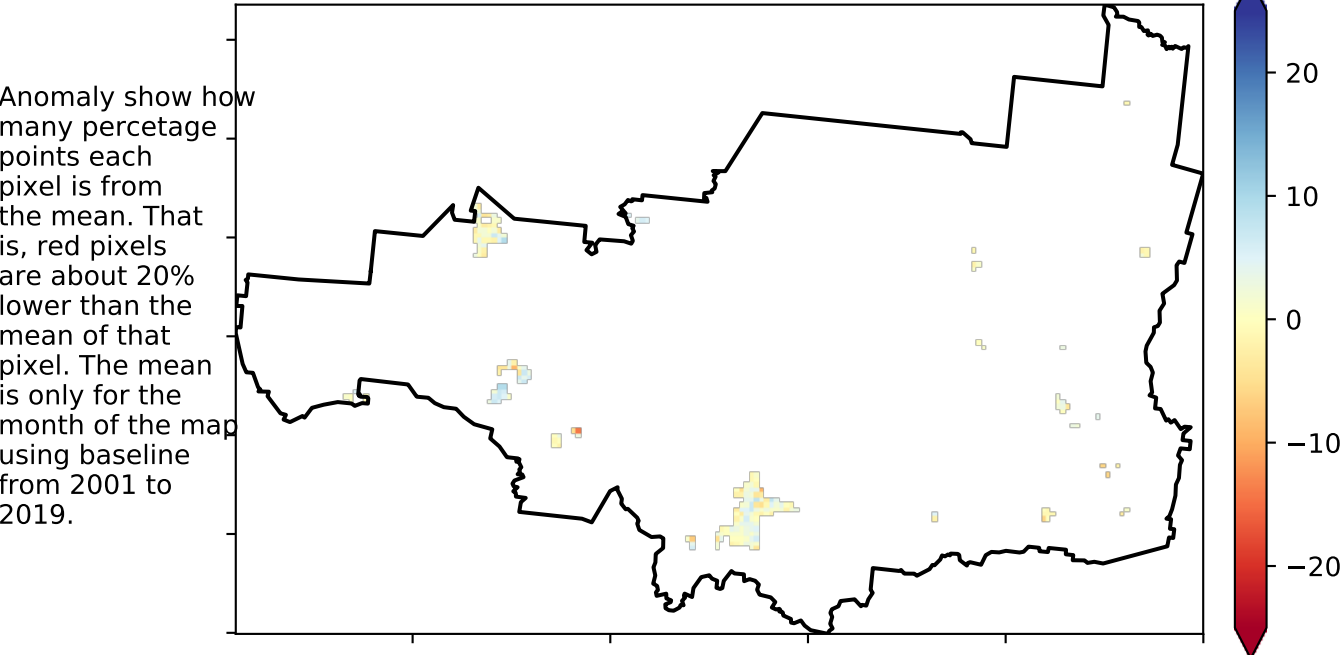 Anomaly show how
many percetage
points each
pixel is from
the mean. That
is, red pixels
are about 20%
lower than the
mean of that
pixel. The mean
is only for the
month of the map
using baseline
from 2001 to
2019.
20
10
0
−10
−20